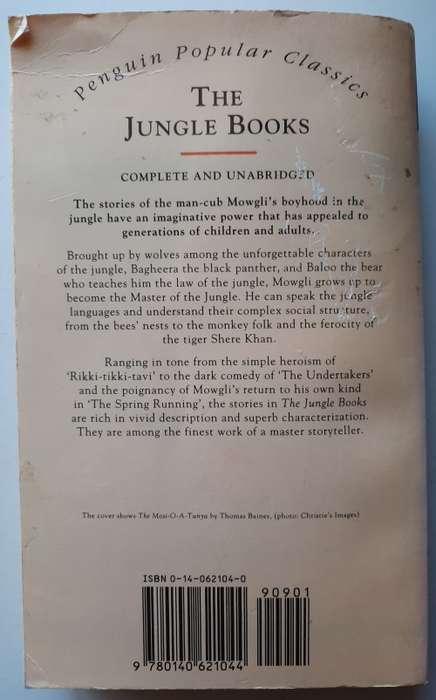 Penguin Popular Classics
THE
JUNGLE BOOKS
COMPLETE AND UNABRIDGED
The stories of the man-cub Mowgli's boyhood in the
jungle have an imaginative power that has appealed to
generations of children and adults.
Brought up by wolves among the unforgettable characters
of the jungle, Bagheera the black panther, and Baloo the bear
who teaches him the law of the jungle, Mowgli grows up to
become the Master of the Jungle. He can speak the jungle
languages and understand their complex social structure,
from the bees' nests to the monkey folk and the ferocity of
the tiger Shere Khan.
Ranging in tone from the simple heroism of
'Rikki-tikki-tavi' to the dark comedy of 'The Undertakers'
and the poignancy of Mowgli's return to his own kind
in 'The Spring Running', the stories in The Jungle Books
are rich in vivid description and superb characterization.
They are among the finest work of a master storyteller.
The cover shows The Mosi-O-A-Tunya by Thomas Baines, (photo: Christie's Images)
ISBN 0-14-062104-0
90901
9 780140 621044